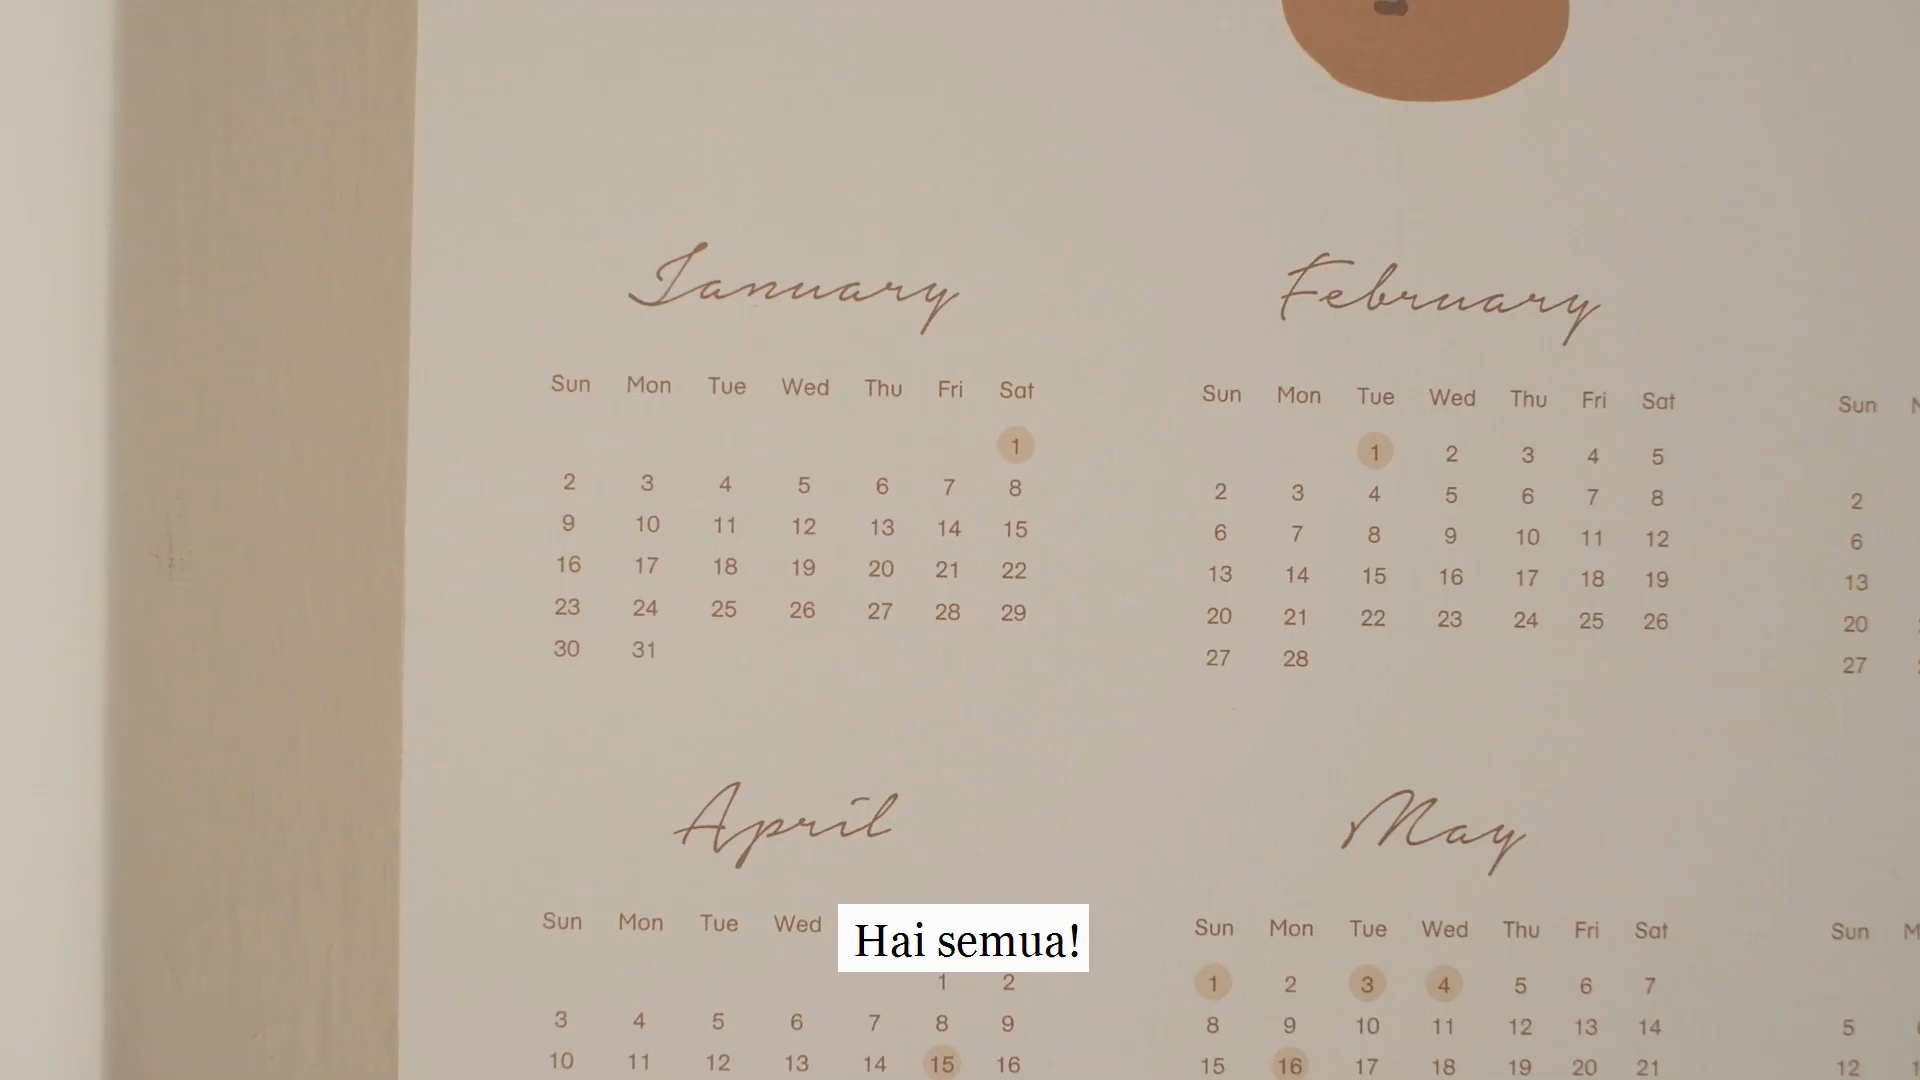 January
February
Sun Mon Tue Wed Thu Fri Sat
1
2 3 4 5 6 7 8
9 10 11 12 13 14 15
16 17 18 19 20 21 22
23 24 25 26 27 28 29
30 31
Sun Mon Tue Wed Thu Fri Sat
1 2 3 4 5
2 3 4 5 6 7 8
6 7 8 9 10 11 12
13 14 15 16 17 18 19
20 21 22 23 24 25 26
27 28
Sun
2
6
13
20
27
April
May
Sun Mon Tue Wed
1 2
3 4 5 6 7 8 9
10 11 12 13 14 15 16
Sun Mon Tue Wed Thu Fri Sat
1 2 3 4 5 6 7
8 9 10 11 12 13 14
15 16 17 18 19 20 21
Sun
5
12
Hai semua!